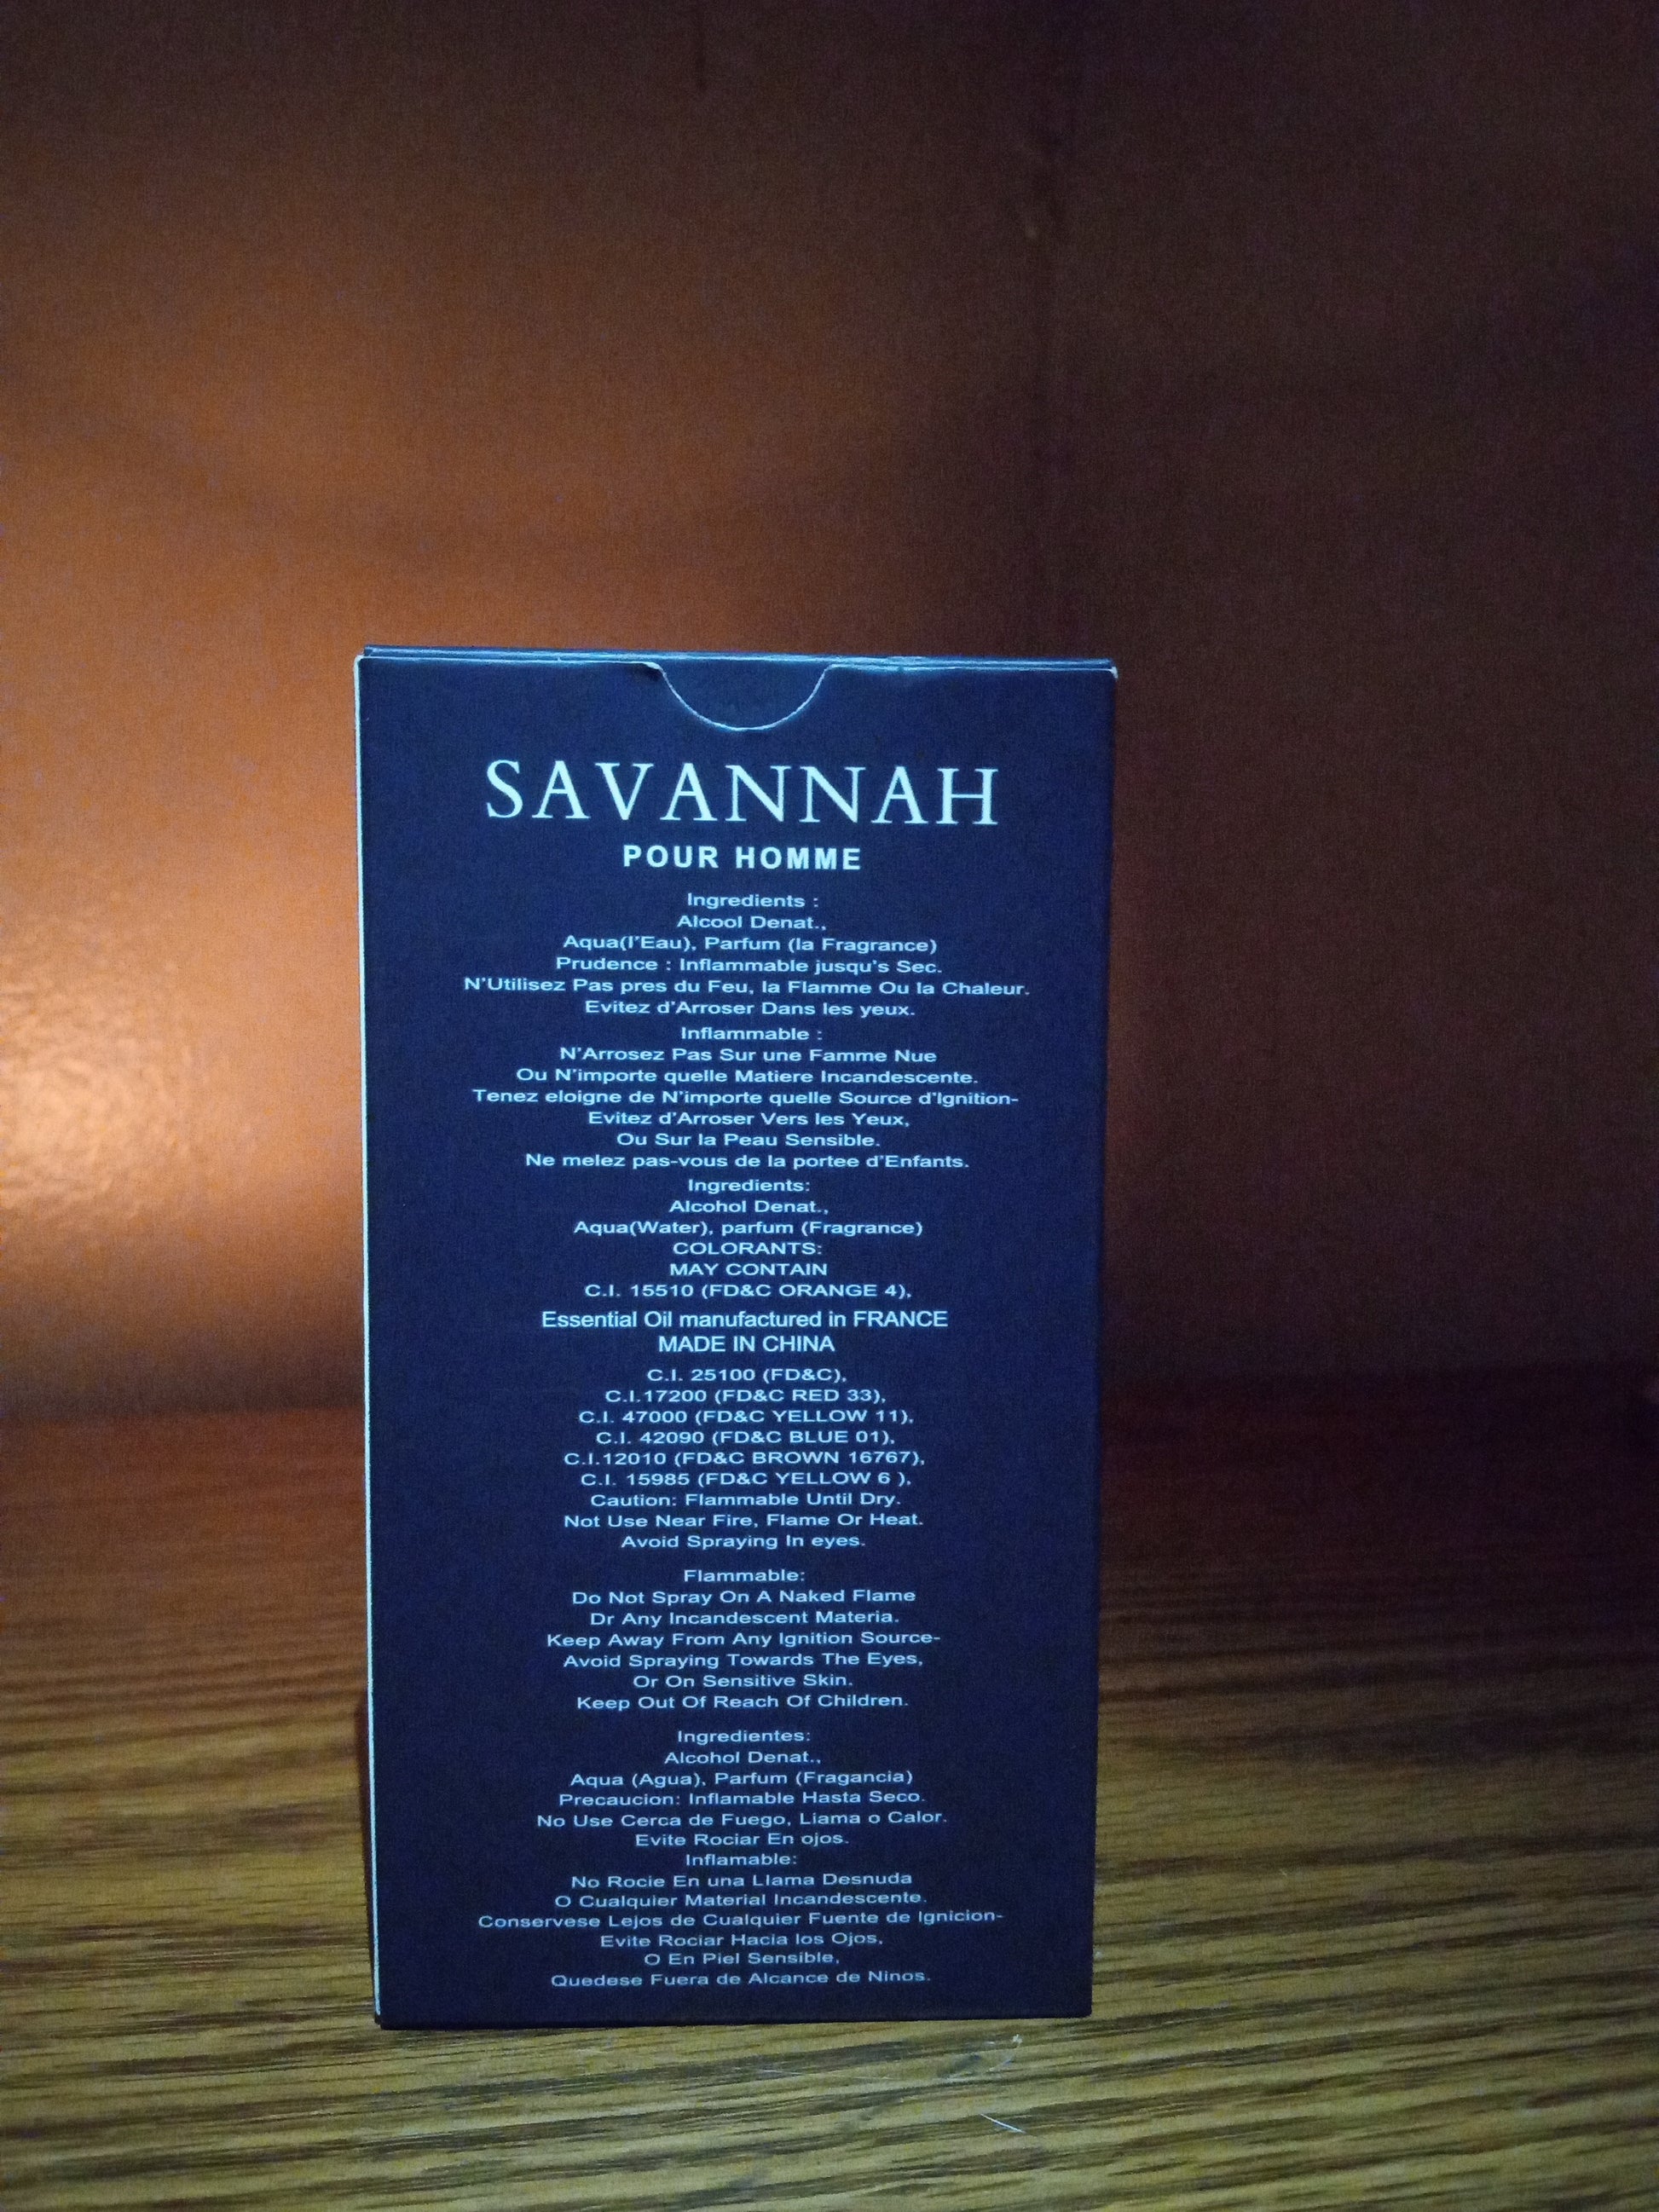 SAVANNAH
POUR HOMME
Ingredients :
Alcool Denat.,
Aqua(l'Eau), Parfum (la Fragrance)
Prudence : Inflammable jusqu's Sec.
N'Utilisez Pas pres du Feu, la Flamme Ou la Chaleur.
Evitez d'Arroser Dans les yeux.
Inflammable :
N'Arrosez Pas Sur une Famme Nue
Ou N'importe quelle Matiere Incandescente.
Tenez eloigne de N'importe quelle Source d'Ignition-
Evitez d'Arroser Vers les Yeux,
Ou Sur la Peau Sensible.
Ne melez pas-vous de la portee d'Enfants.
Ingredients:
Alcohol Denat.,
Aqua(Water), parfum (Fragrance)
COLORANTS:
MAY CONTAIN
C.I. 15510 (FD&C ORANGE 4),
Essential Oil manufactured in FRANCE
MADE IN CHINA
C.I. 25100 (FD&C),
C.I.17200 (FD&C RED 33),
C.I. 47000 (FD&C YELLOW 11),
C.I. 42090 (FD&C BLUE 01),
C.I.12010 (FD&C BROWN 16767),
C.I. 15985 (FD&C YELLOW 6 ),
Caution: Flammable Until Dry.
Not Use Near Fire, Flame Or Heat.
Avoid Spraying In eyes.
Flammable:
Do Not Spray On A Naked Flame
Dr Any Incandescent Materia.
Keep Away From Any Ignition Source-
Avoid Spraying Towards The Eyes,
Or On Sensitive Skin.
Keep Out Of Reach Of Children.
Ingredientes:
Alcohol Denat.,
Aqua (Agua), Parfum (Fragancia)
Precaucion: Inflamable Hasta Seco.
No Use Cerca de Fuego, Liama o Calor.
Evite Rociar En ojos.
Inflamable:
No Rocie En una Llama Desnuda
O Cualquier Material Incandescente.
Conservese Lejos de Cualquier Fuente de Ignicion-
Evite Rociar Hacia los Ojos,
O En Piel Sensible,
Quedese Fuera de Alcance de Ninos.